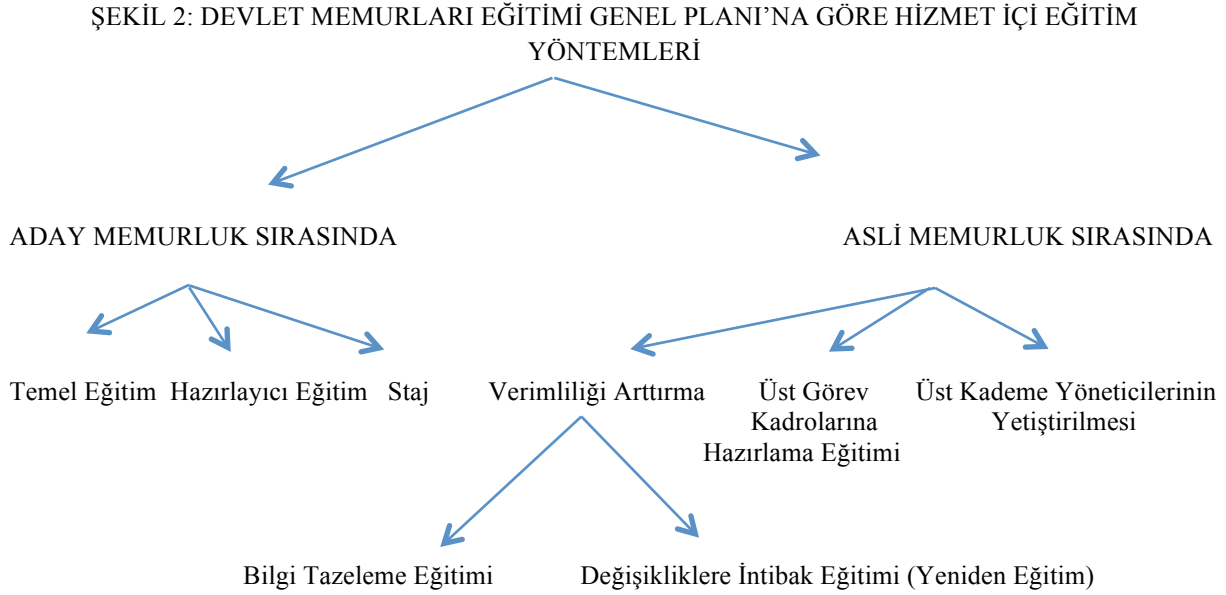 ŞEKİL 2: DEVLET MEMURLARI EĞİTİMİ GENEL PLANI’NA GÖRE HİZMET İÇİ EĞİTİM
YÖNTEMLERİ
ADAY MEMURLUK SIRASINDA
ASLİ MEMURLUK SIRASINDA
Temel Eğitim
Hazırlayıcı Eğitim
Staj
Verimliliği Arttırma
Üst Görev
Kadrolarına
Hazırlama Eğitimi
Üst Kademe Yöneticilerinin
Yetiştirilmesi
Bilgi Tazeleme Eğitimi
Değişikliklere İntibak Eğitimi (Yeniden Eğitim)